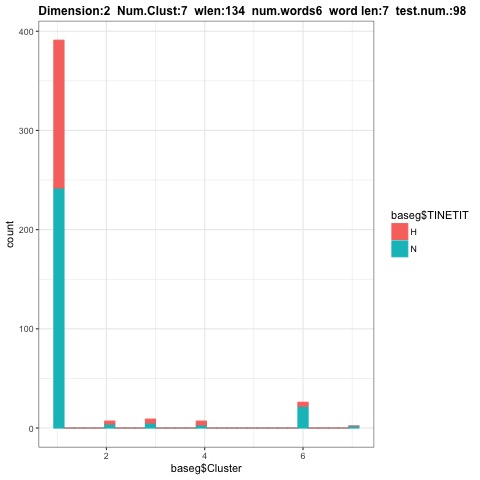 Dimension:2 Num.Clust:7 wlen:134 num.words6 word len:7 test.num.:98
400
300
200
100
0
count
2 4 6
baseg$Cluster
baseg$TINETIT
H
N